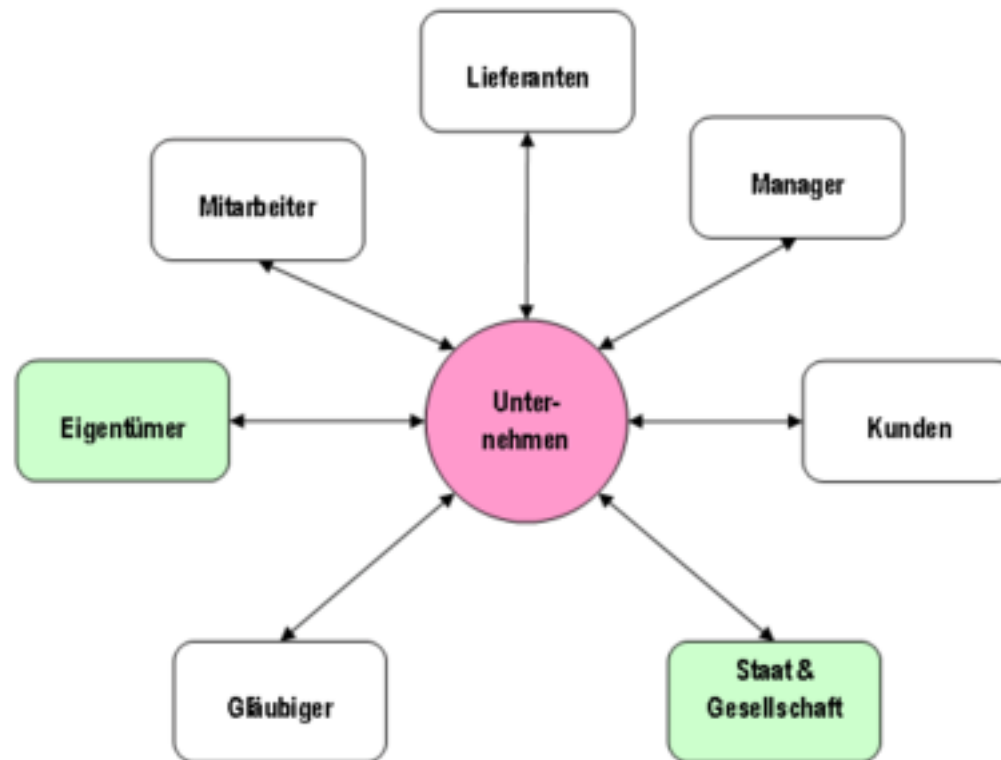 Lieferanten
Manager
Mitarbeiter
Unter-
nehmen
Eigentümer
Kunden
Gläubiger
Staat &
Gesellschaft